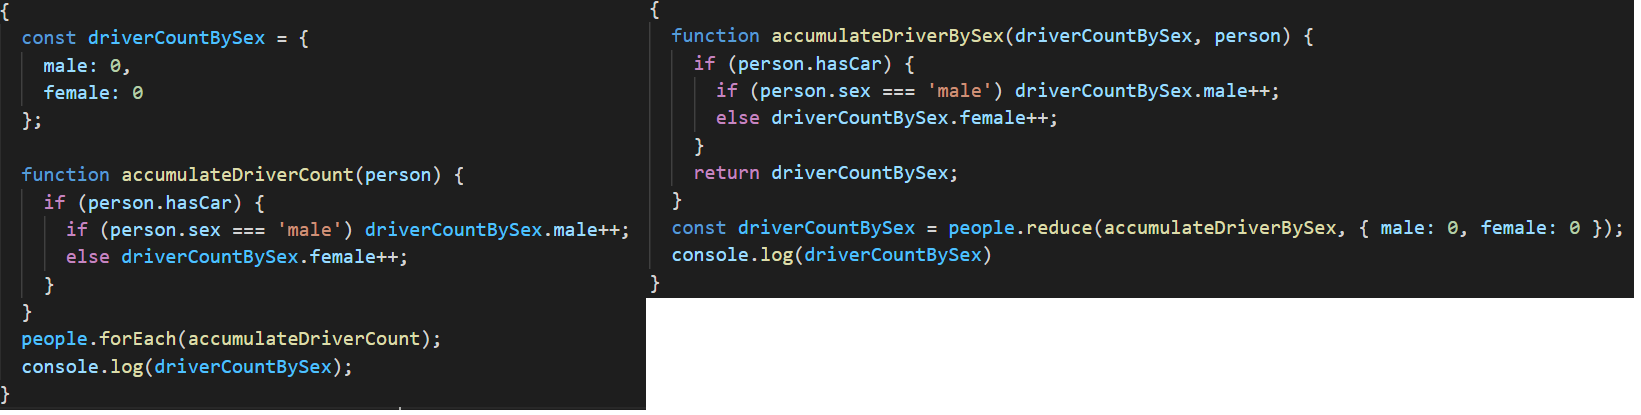 {
  const driverCountBySex = {
    male: 0,
    female: 0
  };

  function accumulateDriverCount(person) {
    if (person.hasCar) {
      if (person.sex === 'male') driverCountBySex.male++;
      else driverCountBySex.female++;
    }
  }
  people.forEach(accumulateDriverCount);
  console.log(driverCountBySex);
}
{
  function accumulateDriverBySex(driverCountBySex, person) {
    if (person.hasCar) {
      if (person.sex === 'male') driverCountBySex.male++;
      else driverCountBySex.female++;
    }
    return driverCountBySex;
  }
  const driverCountBySex = people.reduce(accumulateDriverBySex, { male: 0, female: 0 });
  console.log(driverCountBySex)
}